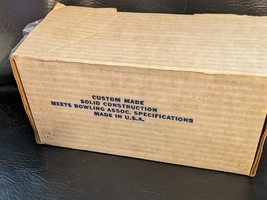 CUSTOM MADE
SOLID CONSTRUCTION
MEETS BOWLING ASSOC. SPECIFICATIONS
MADE IN U.S.A.